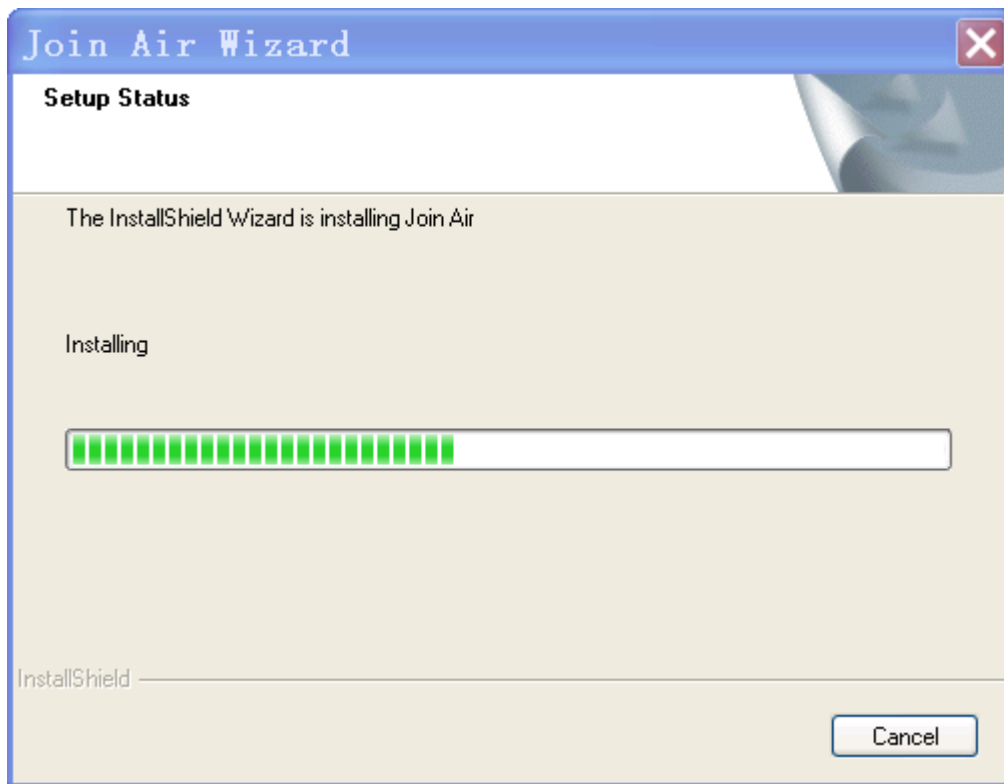 Join Air Wizard
Setup Status
The InstallShield Wizard is installing Join Air
Installing
InstallShield
Cancel